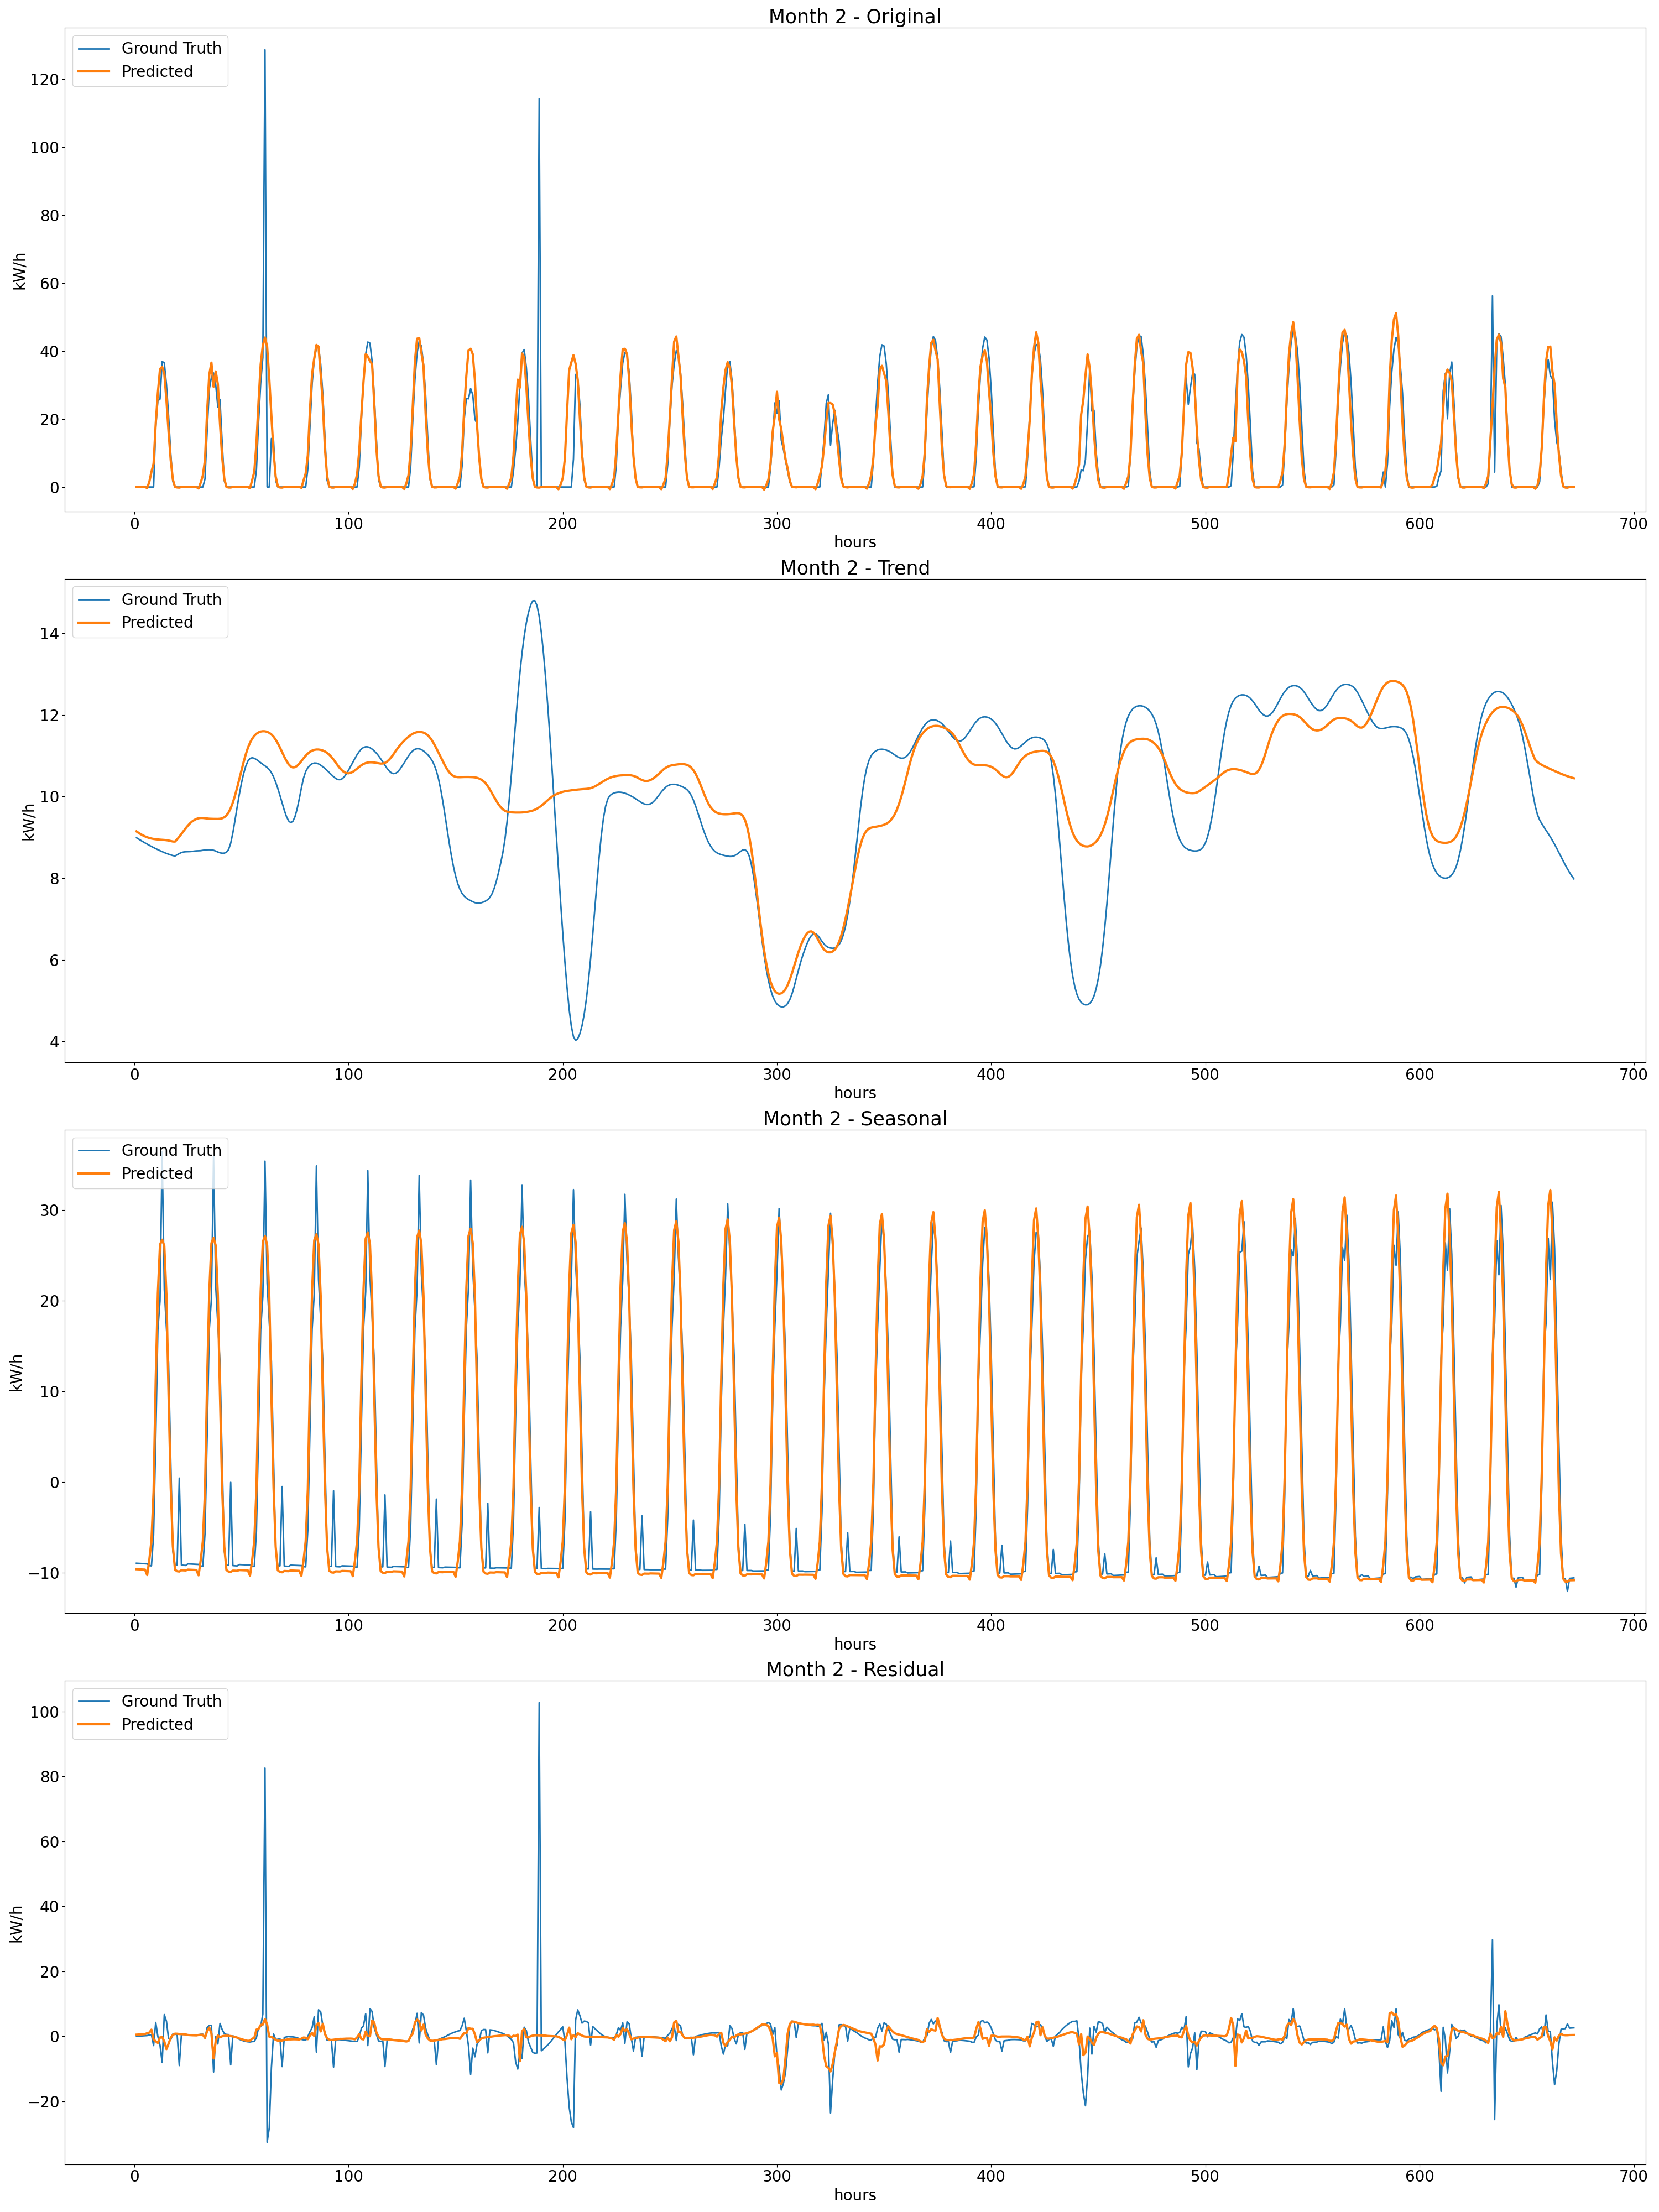 Month 2 - Original
Ground Truth
Predicted
120
100
80
60
40
20
0
kW/h
0 100 200 300 400 500 600 700
hours
Month 2 - Trend
Ground Truth
Predicted
14
12
10
8
6
4
kW/h
0 100 200 300 400 500 600 700
hours
Month 2 - Seasonal
Ground Truth
Predicted
30
20
10
0
−10
kW/h
0 100 200 300 400 500 600 700
hours
Month 2 - Residual
Ground Truth
Predicted
100
80
60
40
20
0
−20
kW/h
0 100 200 300 400 500 600 700
hours